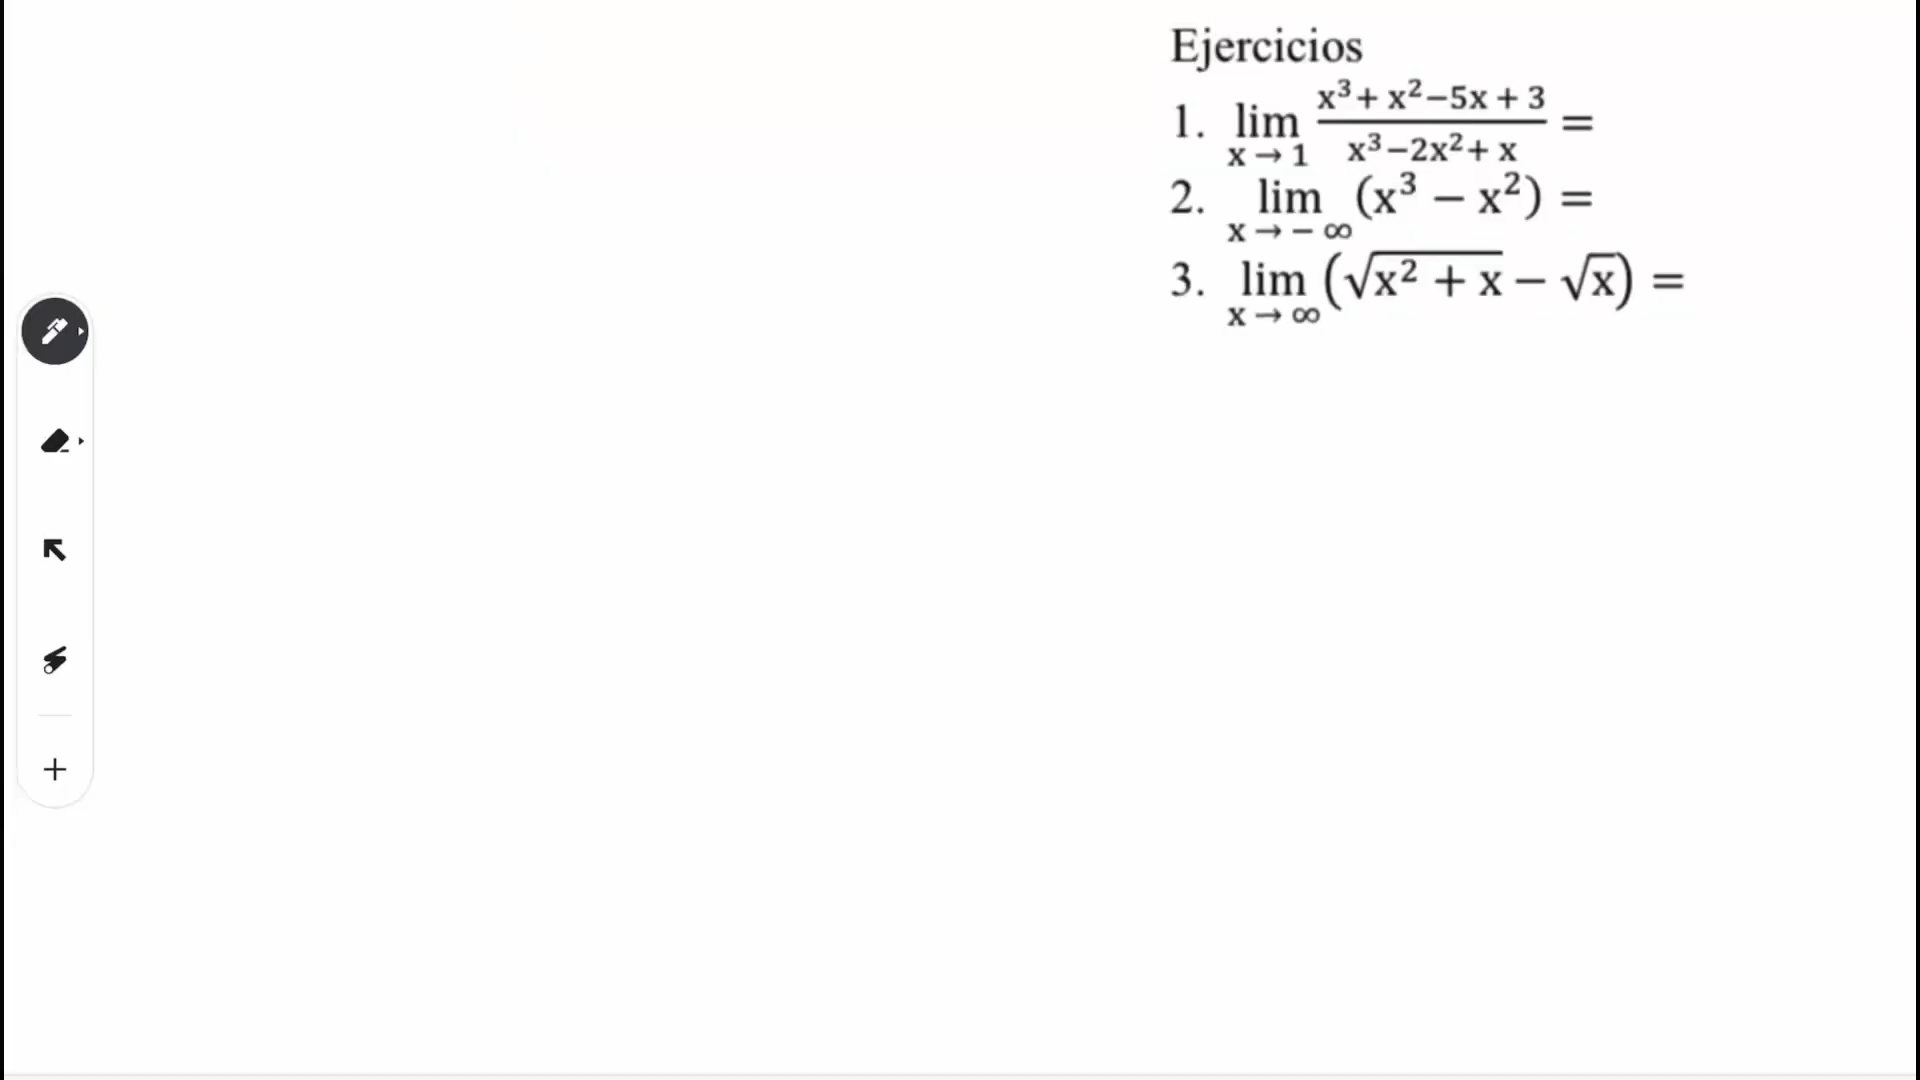 Ejercicios
1. lim x→1 (x³ + x² − 5x + 3)/(x³ − 2x² + x) =
2. lim x→−∞ (x³ − x²) =
3. lim x→∞ (√(x² + x) − √x) =